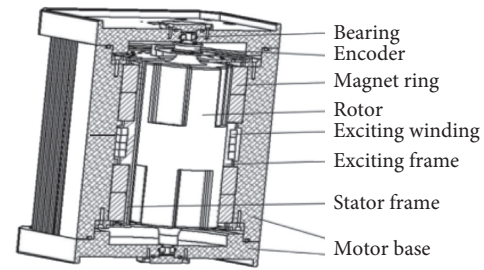 Bearing
Encoder
Magnet ring
Rotor
Exciting winding
Exciting frame
Stator frame
Motor base